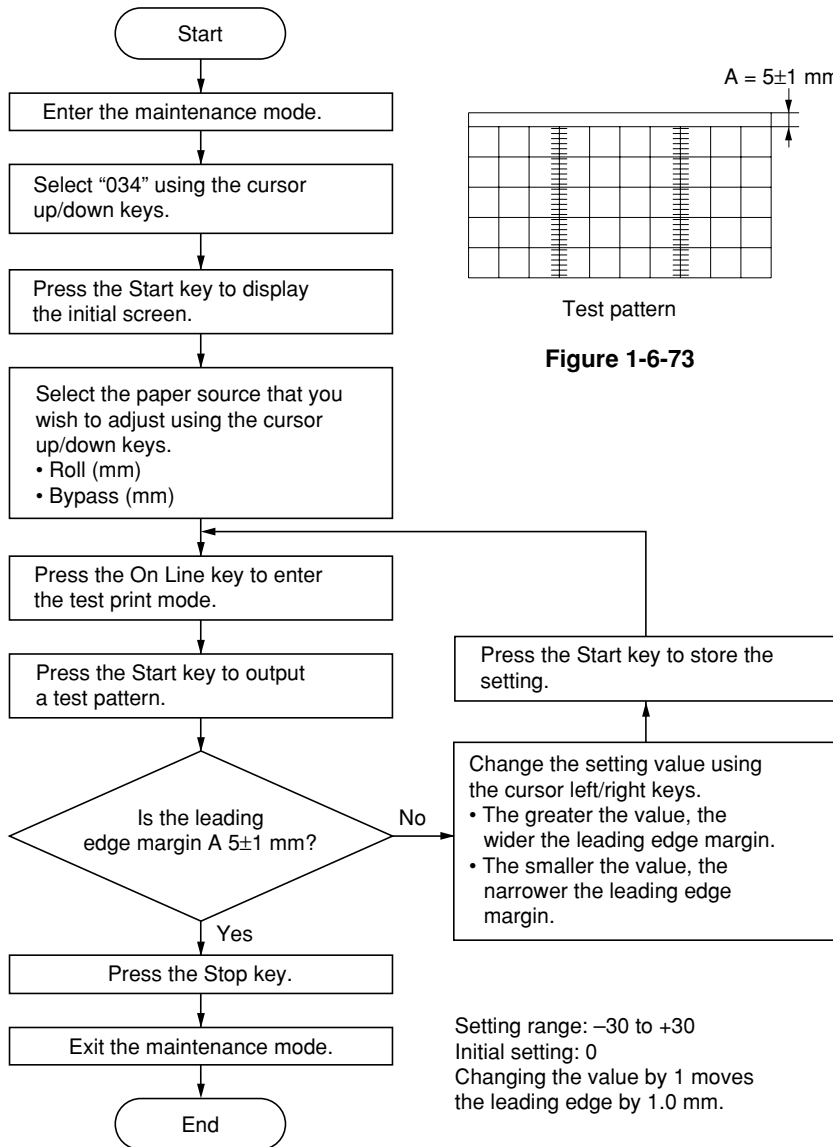 Start
Enter the maintenance mode.
Select “034” using the cursor
up/down keys.
Press the Start key to display
the initial screen.
Select the paper source that you
wish to adjust using the cursor
up/down keys.
• Roll (mm)
• Bypass (mm)
Press the On Line key to enter
the test print mode.
Press the Start key to output
a test pattern.
Is the leading
edge margin A 5±1 mm?
No
Yes
Press the Stop key.
Exit the maintenance mode.
End
Press the Start key to store the
setting.
Change the setting value using
the cursor left/right keys.
• The greater the value, the
wider the leading edge margin.
• The smaller the value, the
narrower the leading edge
margin.
A = 5±1 mm
Test pattern
Figure 1-6-73
Setting range: –30 to +30
Initial setting: 0
Changing the value by 1 moves
the leading edge by 1.0 mm.